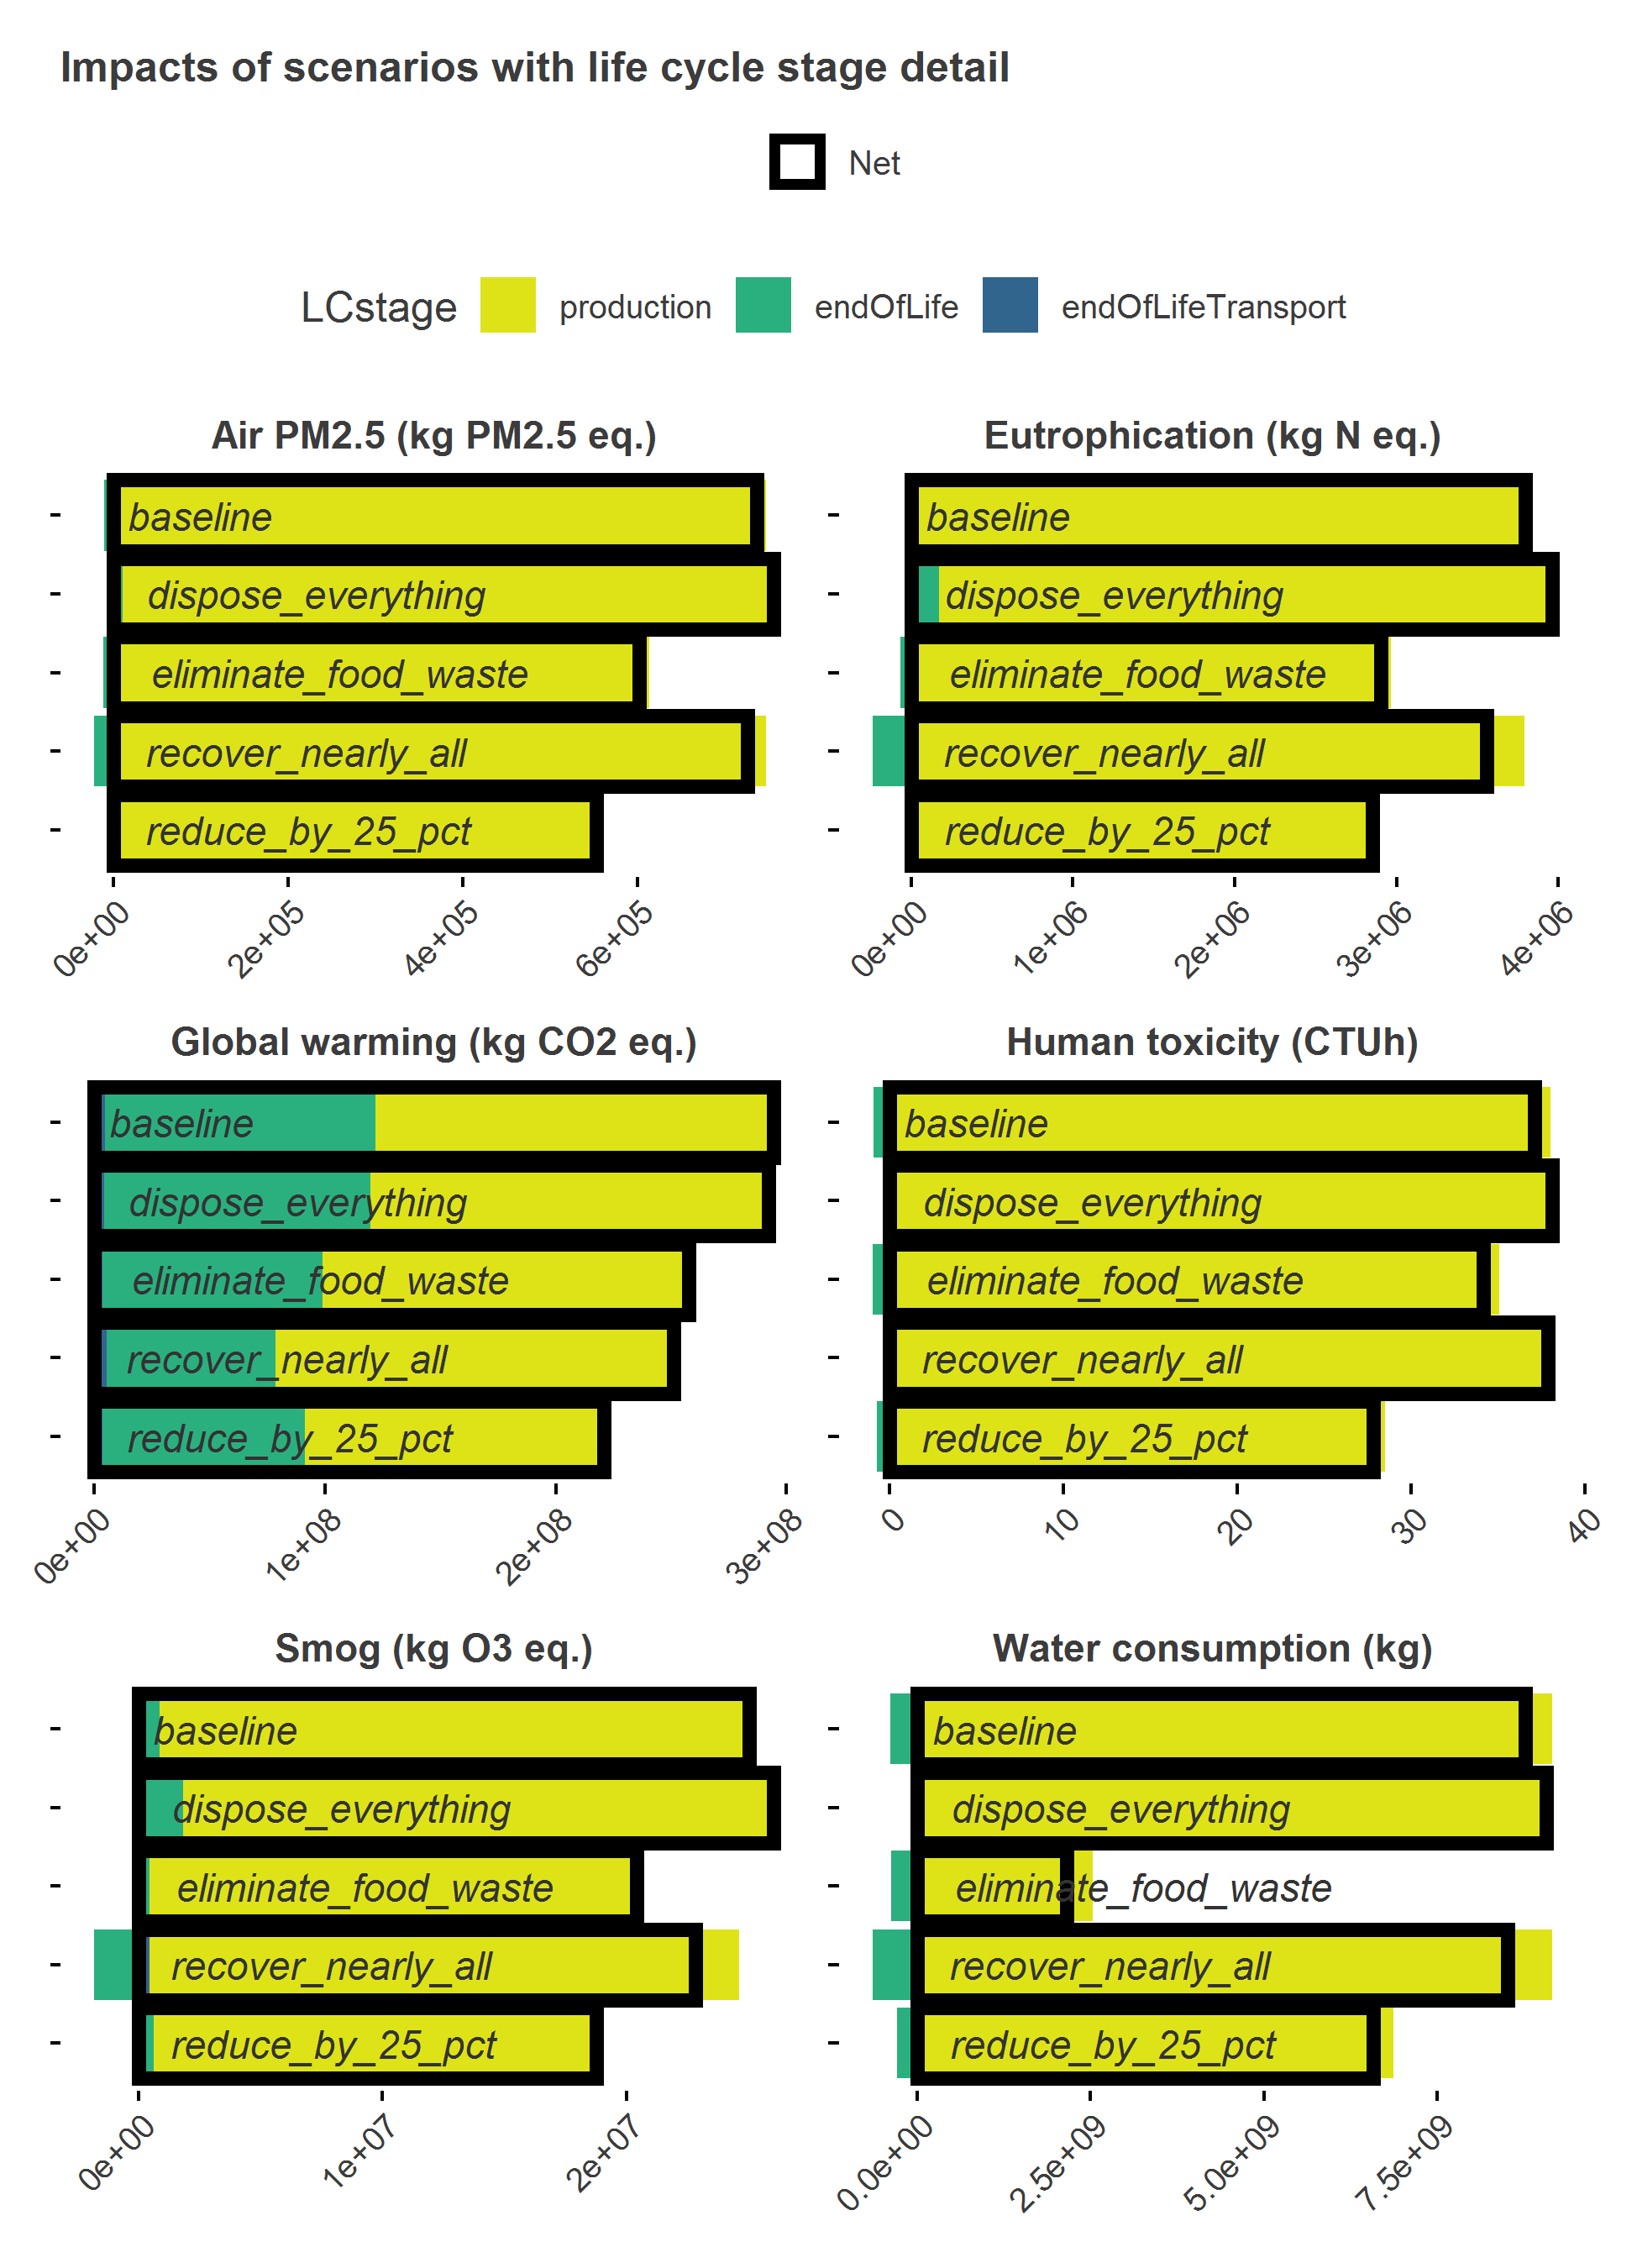 Impacts of scenarios with life cycle stage detail
Net
LCstage production endOfLife endOfLifeTransport
Air PM2.5 (kg PM2.5 eq.)
baseline
dispose_everything
eliminate_food_waste
recover_nearly_all
reduce_by_25_pct
0e+00 2e+05 4e+05 6e+05
Eutrophication (kg N eq.)
baseline
dispose_everything
eliminate_food_waste
recover_nearly_all
reduce_by_25_pct
0e+00 1e+06 2e+06 3e+06 4e+06
Global warming (kg CO2 eq.)
baseline
dispose_everything
eliminate_food_waste
recover_nearly_all
reduce_by_25_pct
0e+00 1e+08 2e+08 3e+08
Human toxicity (CTUh)
baseline
dispose_everything
eliminate_food_waste
recover_nearly_all
reduce_by_25_pct
0 10 20 30 40
Smog (kg O3 eq.)
baseline
dispose_everything
eliminate_food_waste
recover_nearly_all
reduce_by_25_pct
0e+00 1e+07 2e+07
Water consumption (kg)
baseline
dispose_everything
eliminate_food_waste
recover_nearly_all
reduce_by_25_pct
0.0e+00 2.5e+09 5.0e+09 7.5e+09